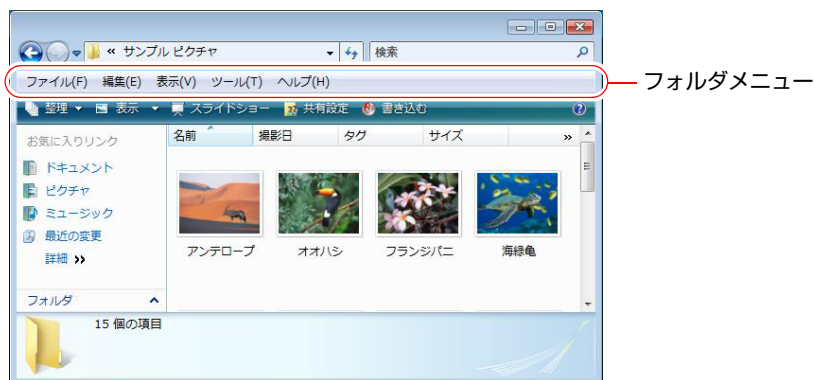 « サンプル ピクチャ
検索
ファイル(F) 編集(E) 表示(V) ツール(T) ヘルプ(H)
フォルダメニュー
整理 表示 スライドショー 共有設定 書き込む
お気に入りリンク
ドキュメント
ピクチャ
ミュージック
最近の変更
詳細 »
フォルダ
名前 撮影日 タグ サイズ »
アンテロープ オオハシ フランジパニ 海緑亀
15 個の項目